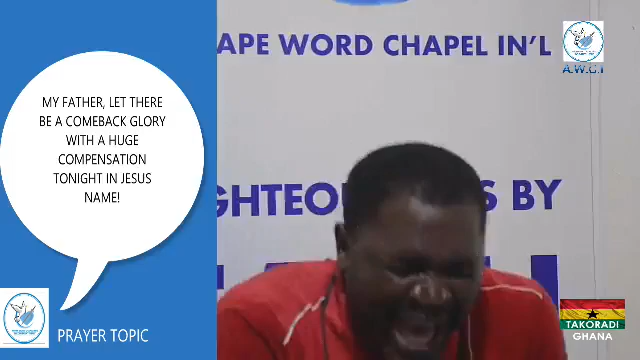 MY FATHER, LET THERE
BE A COMEBACK GLORY
WITH A HUGE
COMPENSATION
TONIGHT IN JESUS
NAME!
PRAYER TOPIC
APE WORD CHAPEL IN'L
GHTEOU S BY
A.W.C.I
TAKORADI
GHANA